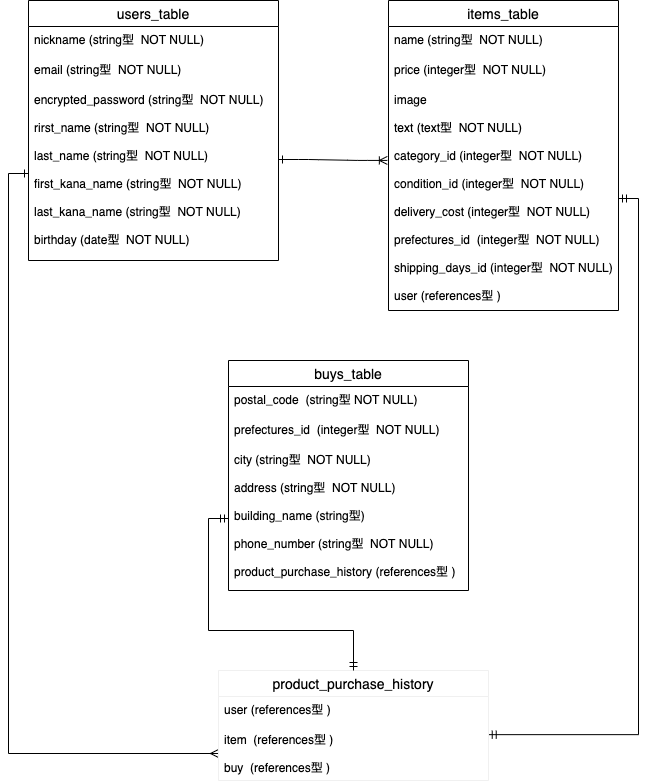 users_table
nickname (string型  NOT NULL)
email (string型  NOT NULL)
encrypted_password (string型  NOT NULL)
rirst_name (string型  NOT NULL)
last_name (string型  NOT NULL)
first_kana_name (string型  NOT NULL)
last_kana_name (string型  NOT NULL)
birthday (date型  NOT NULL)
items_table
name (string型  NOT NULL)
price (integer型  NOT NULL)
image
text (text型  NOT NULL)
category_id (integer型  NOT NULL)
condition_id (integer型  NOT NULL)
delivery_cost (integer型  NOT NULL)
prefectures_id  (integer型  NOT NULL)
shipping_days_id (integer型  NOT NULL)
user (references型 )
buys_table
postal_code  (string型 NOT NULL)
prefectures_id  (integer型  NOT NULL)
city (string型  NOT NULL)
address (string型  NOT NULL)
building_name (string型)
phone_number (string型  NOT NULL)
product_purchase_history (references型 )
product_purchase_history
user (references型 )
item  (references型 )
buy  (references型 )